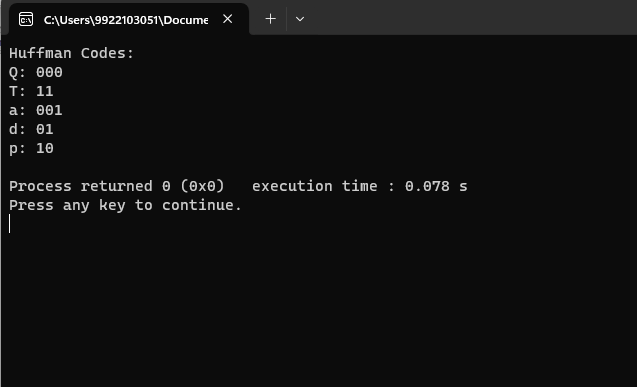 C:\Users\9922103051\Docume
Huffman Codes:
Q: 000
T: 11
a: 001
d: 01
p: 10
Process returned 0 (0x0)   execution time : 0.078 s
Press any key to continue.